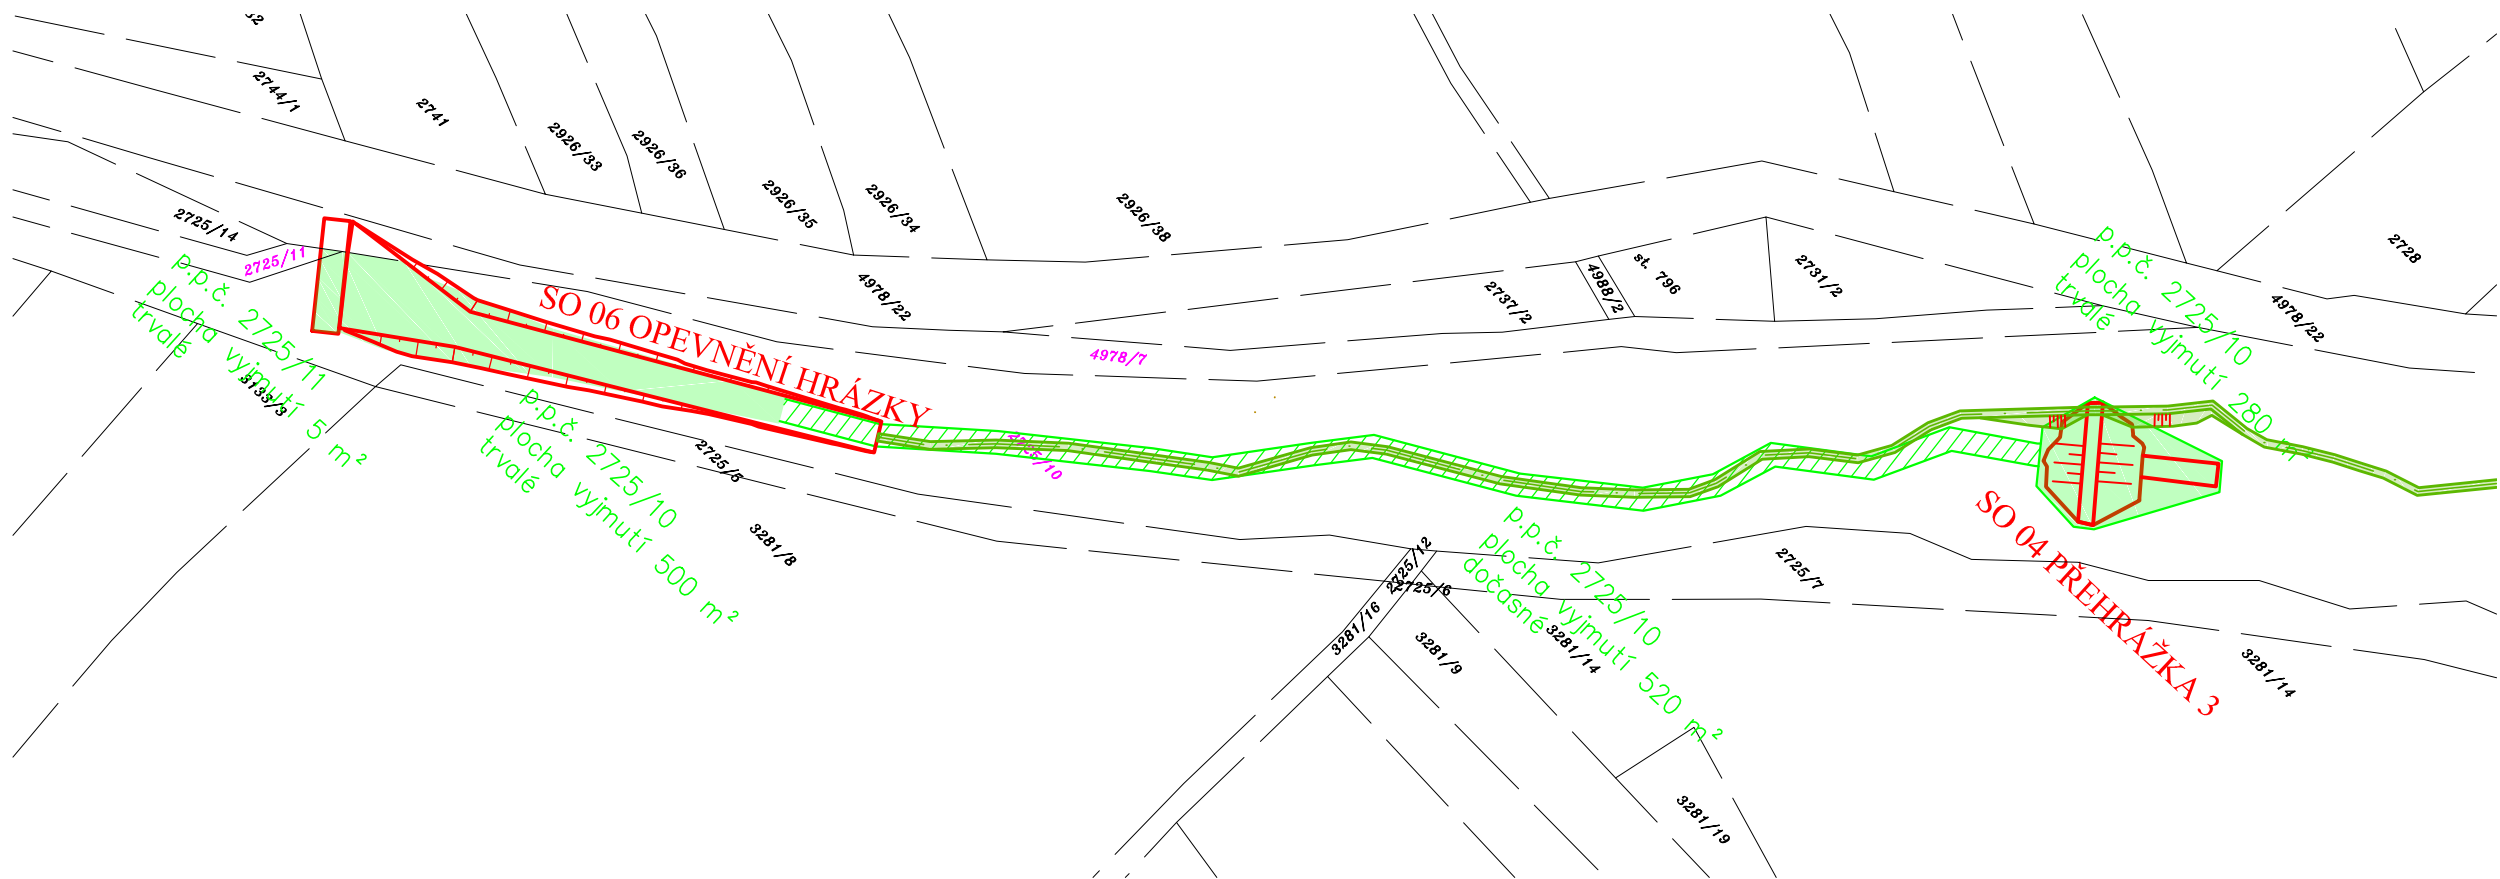 2744/1
2741
2926/33
2926/36
2926/35
2926/34
2926/38
2725/14
2725/11
4978/22
4978/7
st. 796
4988/2
2737/2
2731/2
2728
4978/22
p.p.č. 2725/11
plocha vyjmutí 5 m²
trvalé
3133/3
SO 06 OPEVNĚNÍ HRÁZKY
p.p.č. 2725/10
plocha vyjmutí 500 m²
trvalé
2725/10
3281/8
p.p.č. 2725/10
plocha vyjmutí 280 m²
trvalé
p.p.č. 2725/10
plocha vyjmutí 520 m²
dočasné
SO 04 PŘEHRÁŽKA 3
2725/12
2725/6
2725/7
3281/16
3281/9
3281/14
3281/14
3281/19